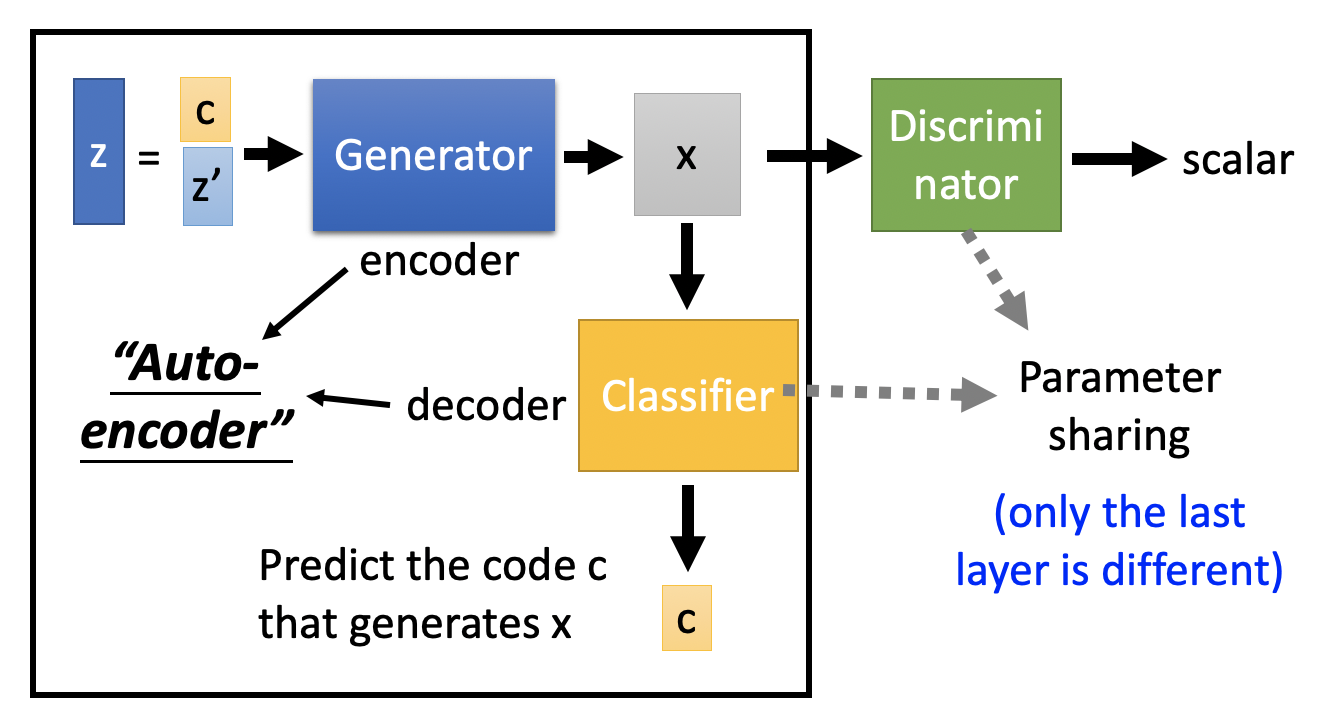 z
=
c
z’
Generator
x
Discrimi
nator
scalar
encoder
“Auto-
encoder”
decoder
Classifier
Parameter
sharing
(only the last
layer is different)
Predict the code c
that generates x
c